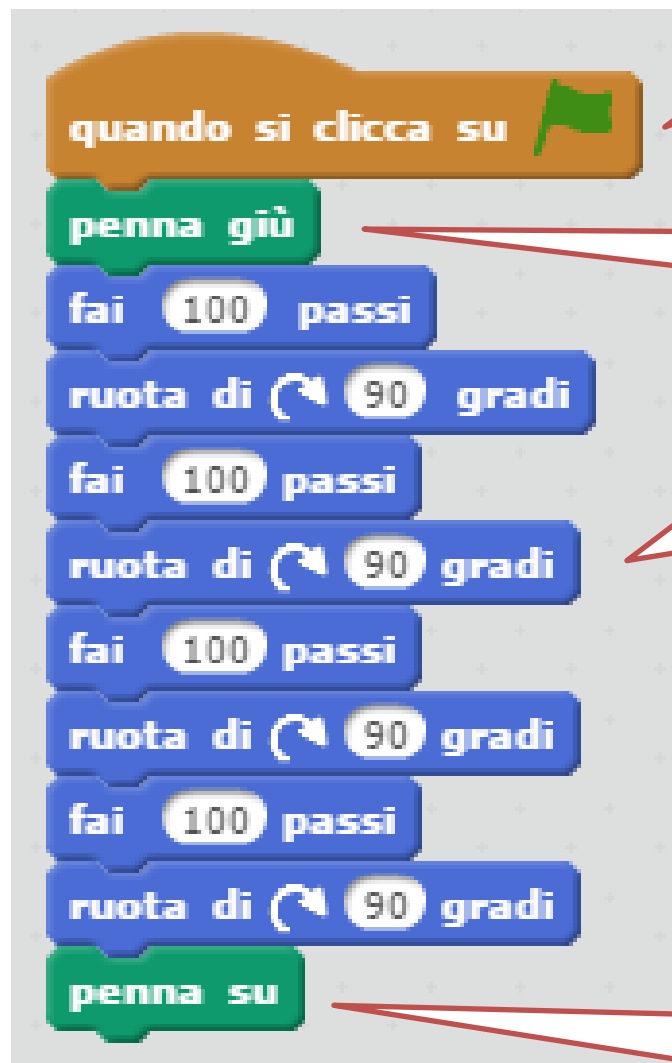 quando si clicca su
penna giù
fai 100 passi
ruota di 90 gradi
fai 100 passi
ruota di 90 gradi
fai 100 passi
ruota di 90 gradi
fai 100 passi
ruota di 90 gradi
penna su